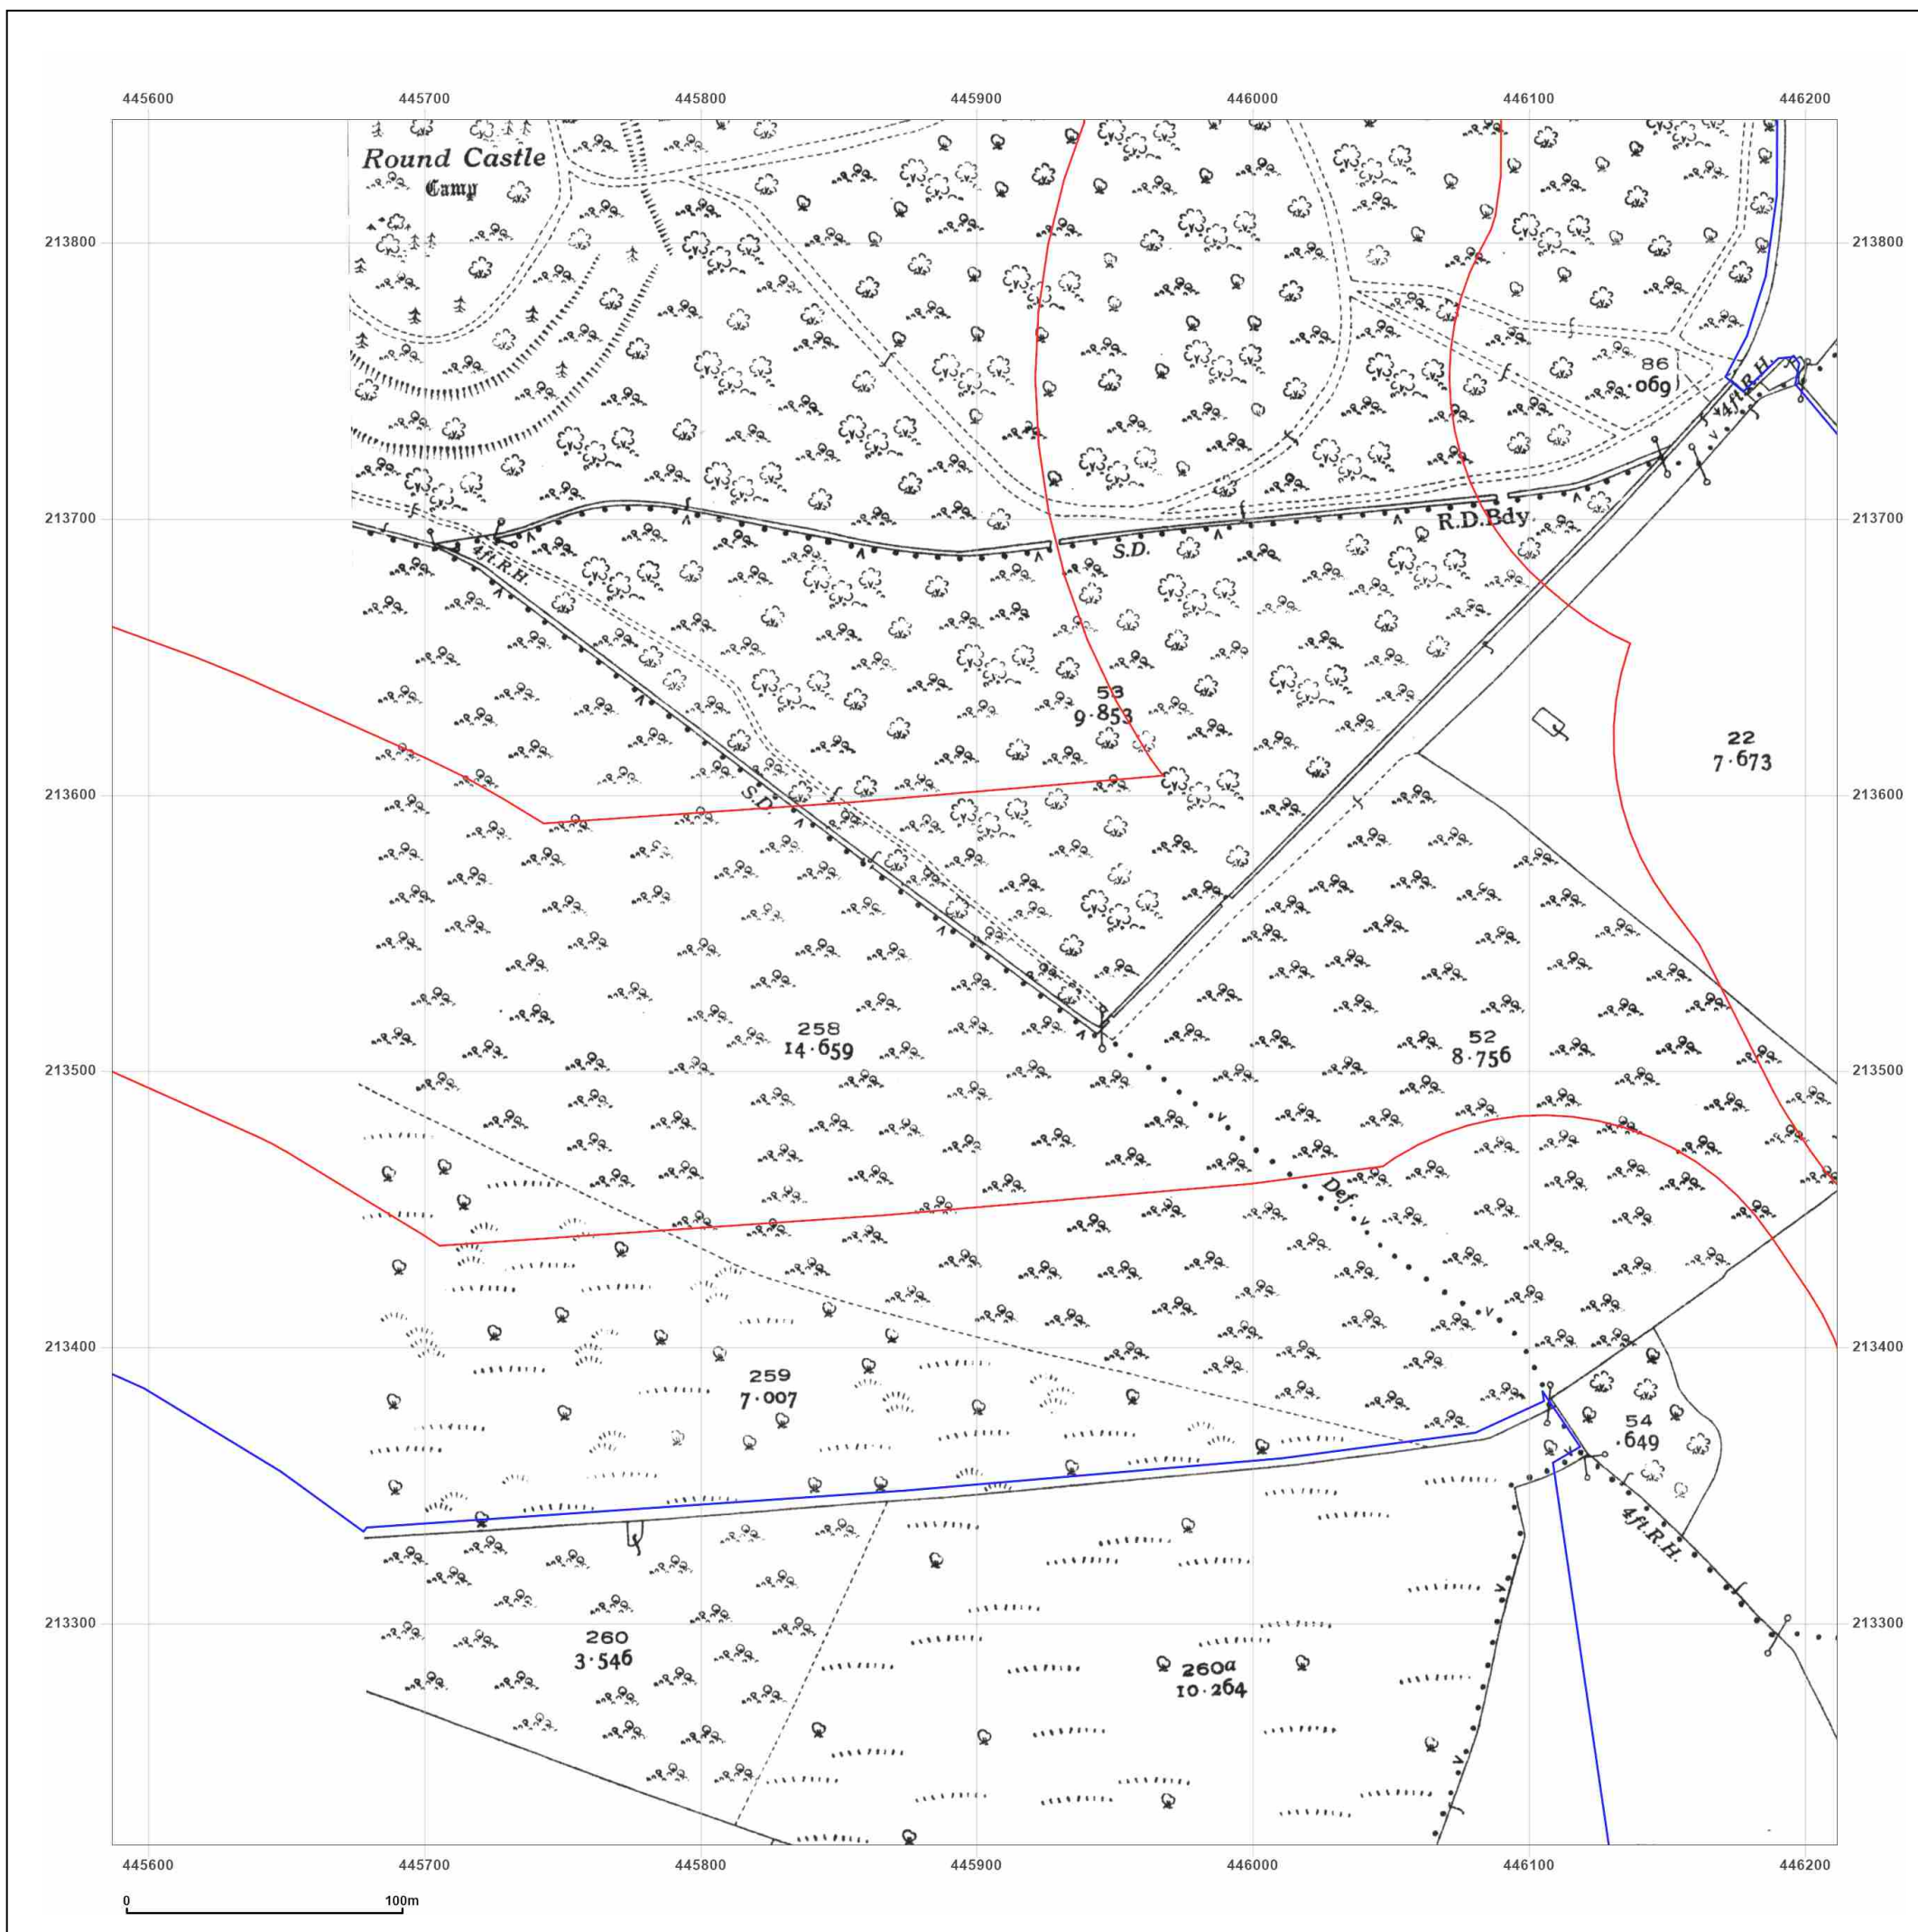 445600 445700 445800 445900 446000 446100 446200
Round Castle
Camp
213800 213800
86
.069
4ft.R.H.
213700 213700
R.D.Bdy
S.D.
4ft.R.H.
53
9.853
22
7.673
S.D.
213600 213600
258
14.659
52
8.756
213500 213500
Def.
213400 213400
259
7.007
54
.649
4ft.R.H.
213300 213300
260
3.546
260a
10.264
445600 445700 445800 445900 446000 446100 446200
0 100m